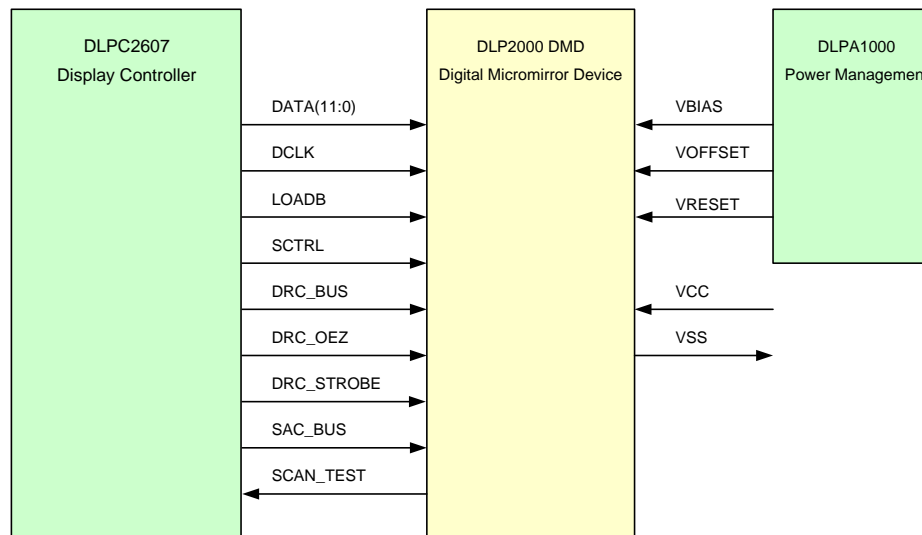 DLPC2607
Display Controller
DLP2000 DMD
Digital Micromirror Device
DLPA1000
Power Managemen
DATA(11:0)
DCLK
LOADB
SCTRL
DRC_BUS
DRC_OEZ
DRC_STROBE
SAC_BUS
SCAN_TEST
VBIAS
VOFFSET
VRESET
VCC
VSS